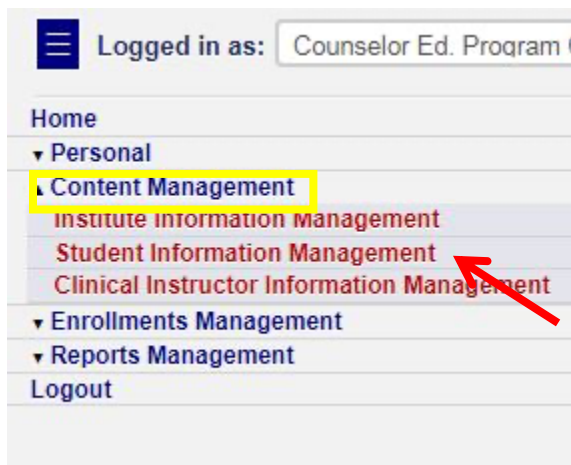 Logged in as: Counselor Ed. Program
Home
▾ Personal
▴ Content Management
Institute Information Management
Student Information Management
Clinical Instructor Information Management
▾ Enrollments Management
▾ Reports Management
Logout